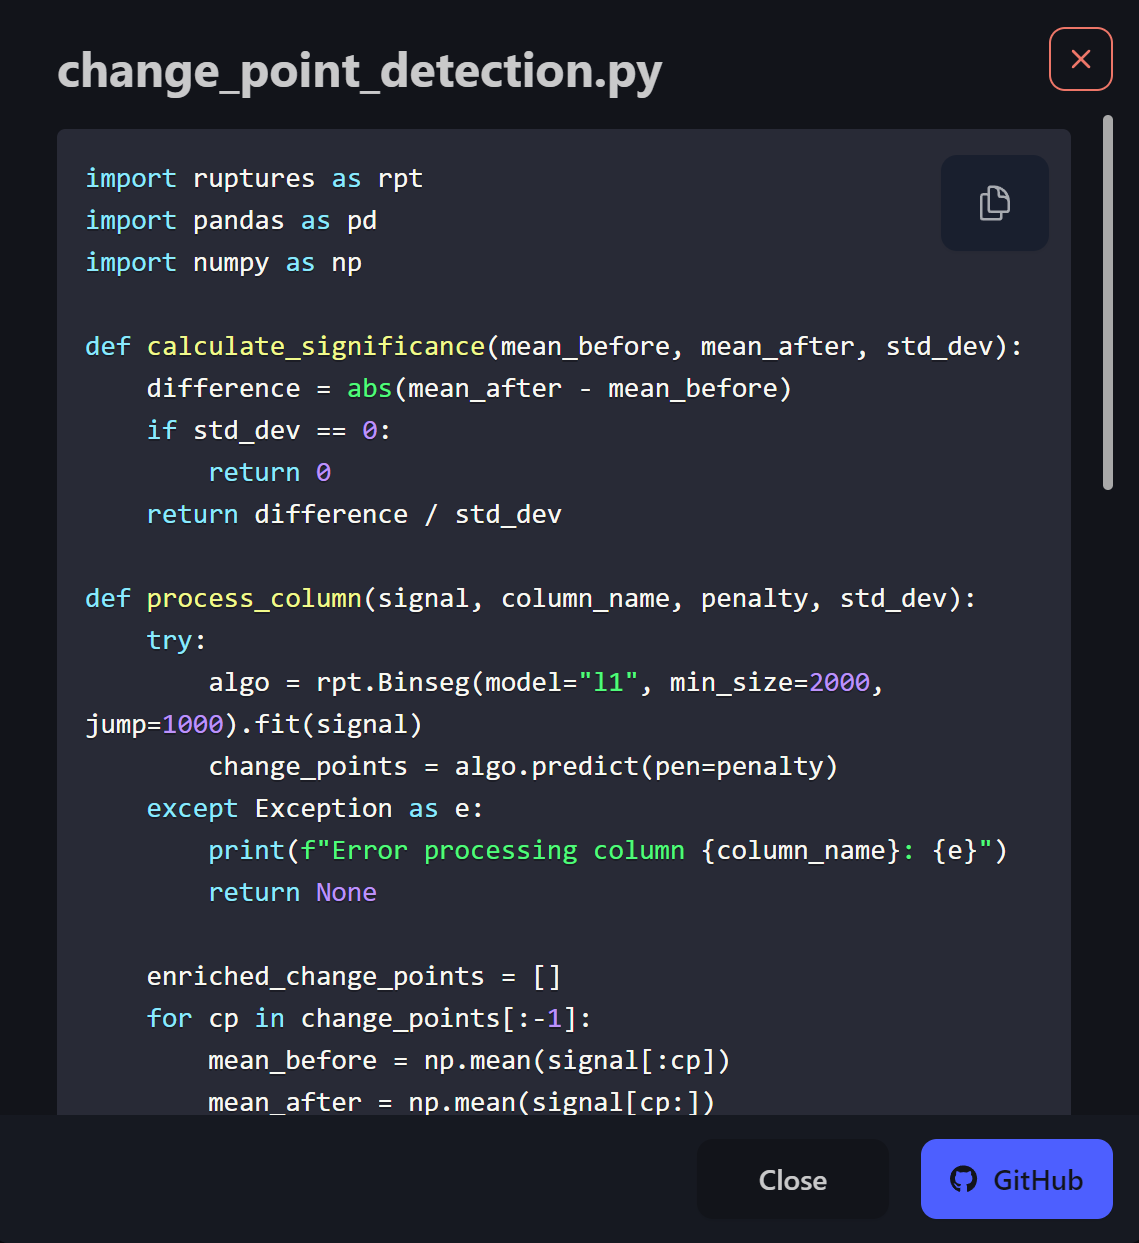 change_point_detection.py
import ruptures as rpt
import pandas as pd
import numpy as np
def calculate_significance(mean_before, mean_after, std_dev):
    difference = abs(mean_after - mean_before)
    if std_dev == 0:
        return 0
    return difference / std_dev
def process_column(signal, column_name, penalty, std_dev):
    try:
        algo = rpt.Binseg(model="l1", min_size=2000,
jump=1000).fit(signal)
        change_points = algo.predict(pen=penalty)
    except Exception as e:
        print(f"Error processing column {column_name}: {e}")
        return None
    enriched_change_points = []
    for cp in change_points[:-1]:
        mean_before = np.mean(signal[:cp])
        mean_after = np.mean(signal[cp:])
Close
GitHub